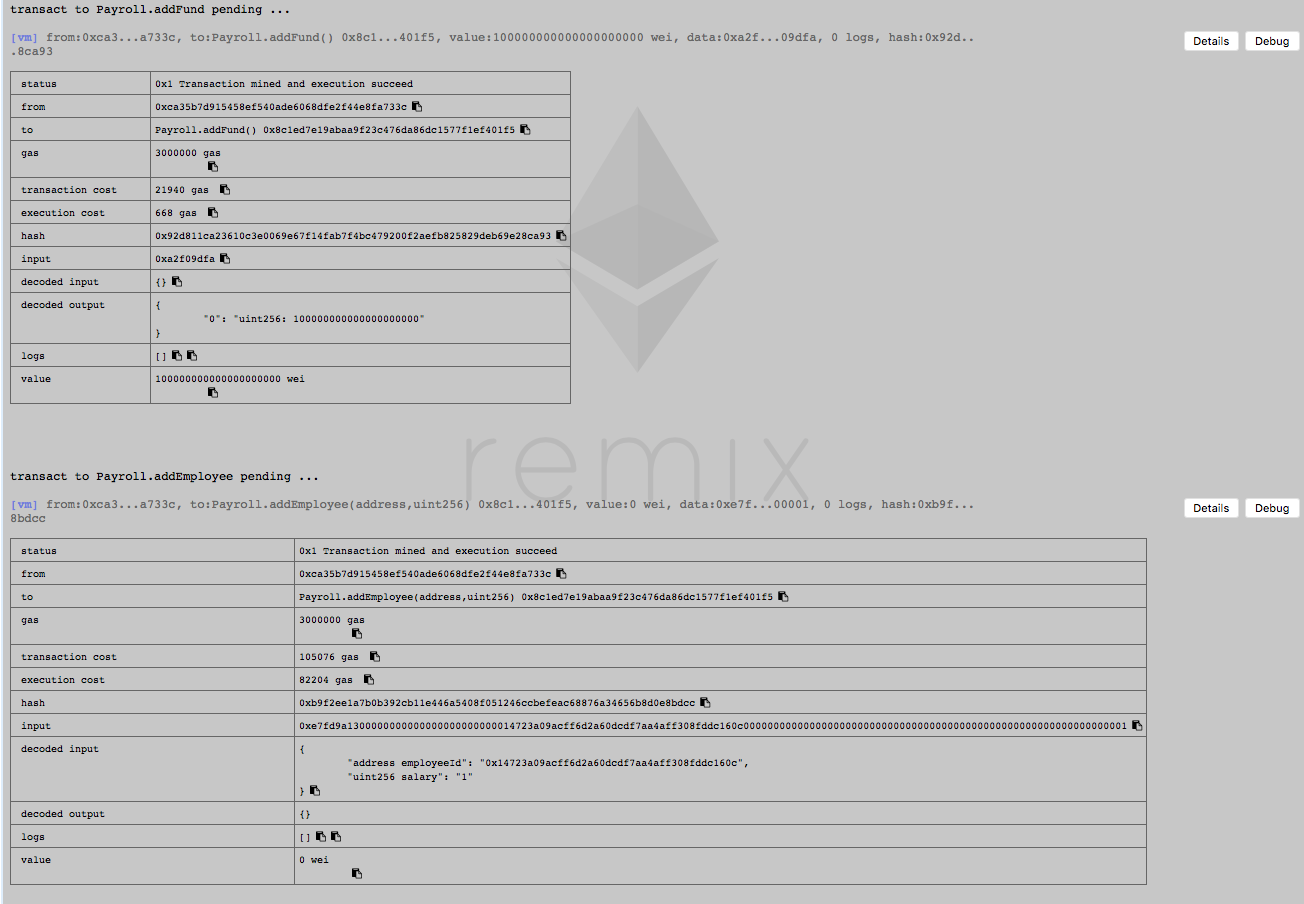 transact to Payroll.addFund pending ...
[vm] from:0xca3...a733c, to:Payroll.addFund() 0x8c1...401f5, value:100000000000000000000 wei, data:0xa2f...09dfa, 0 logs, hash:0x92d..
.8ca93
Details
Debug
status 0x1 Transaction mined and execution succeed
from 0xca35b7d915458ef540ade6068dfe2f44e8fa733c
to Payroll.addFund() 0x8c1ed7e19abaa9f23c476da86dc1577f1ef401f5
gas 3000000 gas
transaction cost 21940 gas
execution cost 668 gas
hash 0x92d811ca23610c3e0069e67f14fab7f4bc479200f2aefb825829deb69e28ca93
input 0xa2f09dfa
decoded input {}
decoded output {
"0": "uint256: 100000000000000000000"
}
logs []
value 100000000000000000000 wei
remix
transact to Payroll.addEmployee pending ...
[vm] from:0xca3...a733c, to:Payroll.addEmployee(address,uint256) 0x8c1...401f5, value:0 wei, data:0xe7f...00001, 0 logs, hash:0xb9f...
8bdcc
Details
Debug
status 0x1 Transaction mined and execution succeed
from 0xca35b7d915458ef540ade6068dfe2f44e8fa733c
to Payroll.addEmployee(address,uint256) 0x8c1ed7e19abaa9f23c476da86dc1577f1ef401f5
gas 3000000 gas
transaction cost 105076 gas
execution cost 82204 gas
hash 0xb9f2ee1a7b0b392cb11e446a5408f051246ccbefeac68876a34656b8d0e8bdcc
input 0xe7fd9a1300000000000000000000000014723a09acff6d2a60dcdf7aa4aff308fddc160c0000000000000000000000000000000000000000000000000000000000000001
decoded input {
"address employeeId": "0x14723a09acff6d2a60dcdf7aa4aff308fddc160c",
"uint256 salary": "1"
}
decoded output {}
logs []
value 0 wei